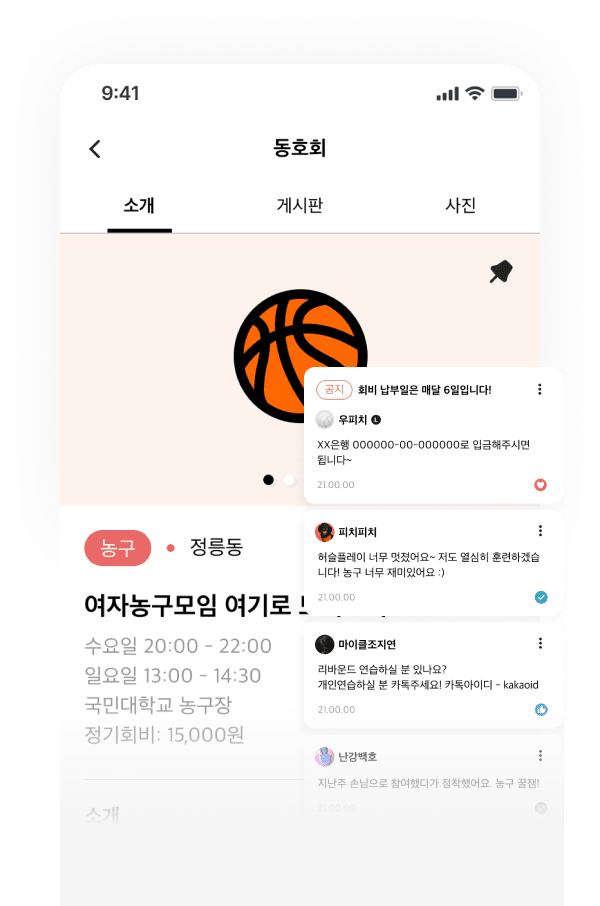 9:41
동호회
소개
게시판
사진
공지 회비 납부일은 매달 6일입니다!
우피치 L
XX은행 000000-00-000000로 입금해주시면
됩니다~
21.00.00
농구 • 정릉동
여자농구모임 여기로
수요일 20:00 - 22:00
일요일 13:00 - 14:30
국민대학교 농구장
정기회비: 15,000원
소개
피치피치
허슬플레이 너무 멋졌어요~ 저도 열심히 훈련하겠습
니다! 농구 너무 재미있어요 :)
21.00.00
마이클조지연
리바운드 연습하실 분 있나요?
개인연습하실 분 카톡주세요! 카톡아이디 - kakaoid
21.00.00
난강백호
지난주 손님으로 참여했다가 정착했어요. 농구 꿀잼!
21.00.00